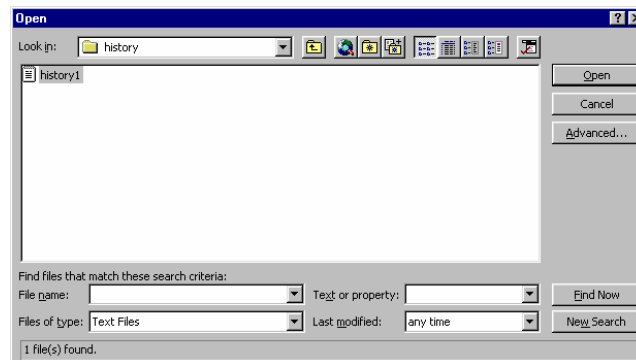 Open
Look in: history
history1
Open
Cancel
Advanced...
Find files that match these search criteria:
File name: Text or property: Find Now
Files of type: Text Files Last modified: any time New Search
1 file(s) found.